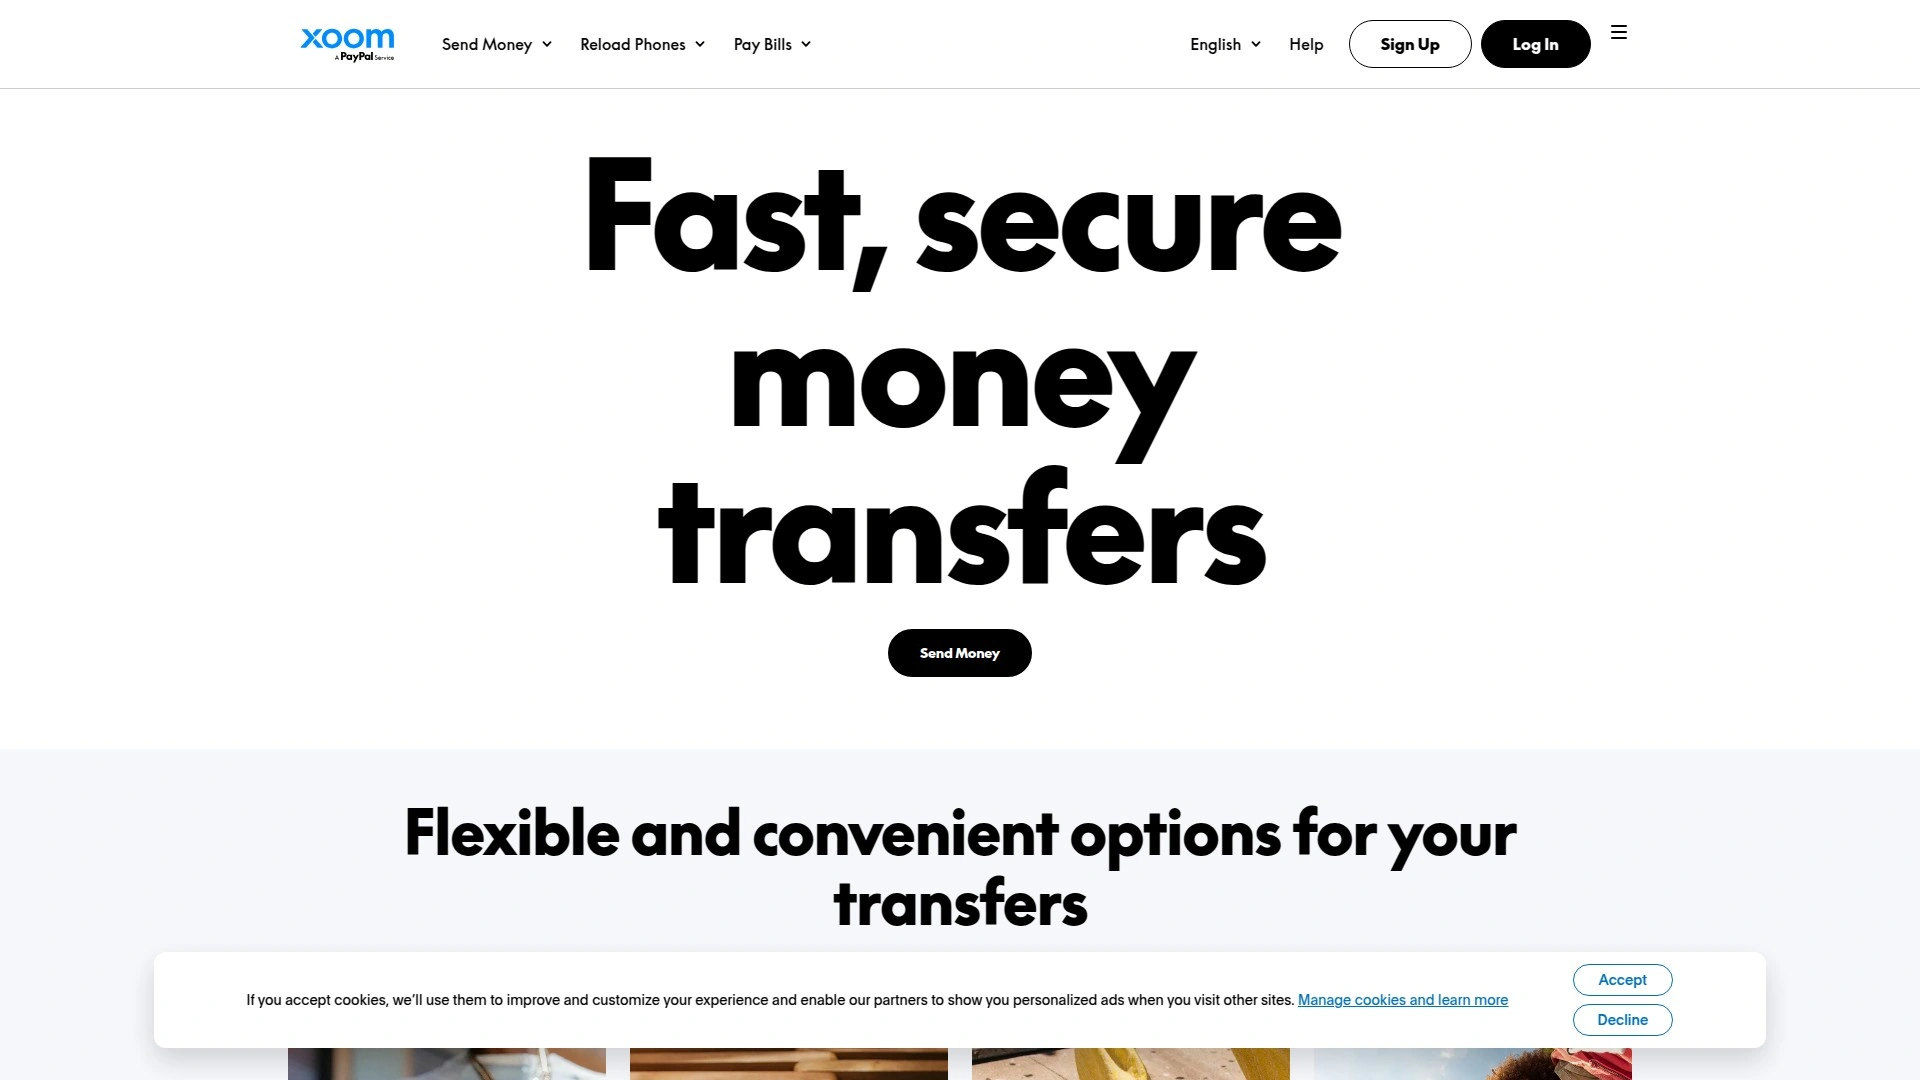 xoom
A PayPal Service
Send Money
Reload Phones
Pay Bills
English
Help
Sign Up
Log In
Fast, secure
money
transfers
Send Money
Flexible and convenient options for your
transfers
If you accept cookies, we’ll use them to improve and customize your experience and enable our partners to show you personalized ads when you visit other sites. Manage cookies and learn more
Accept
Decline